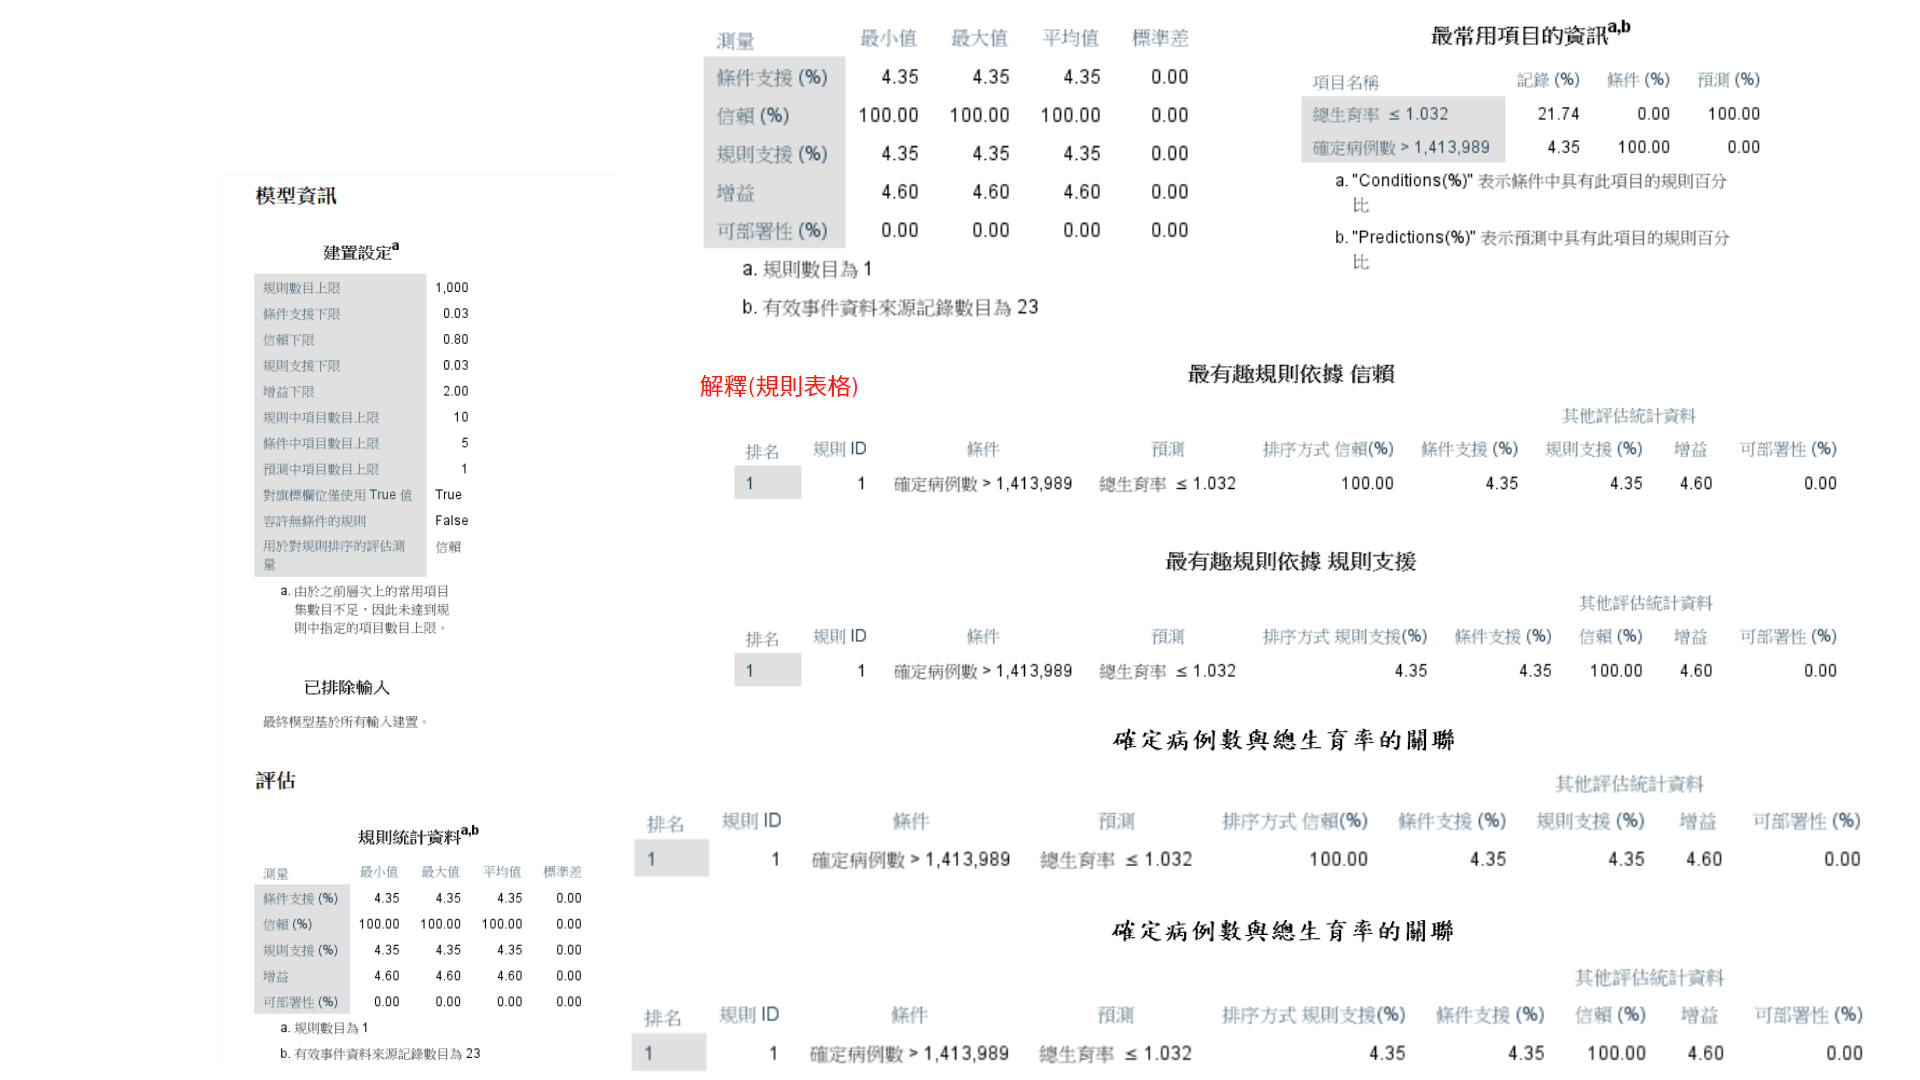 模型資訊
建置設定a
規則數目上限 1,000
條件支援下限 0.03
信賴下限 0.80
規則支援下限 0.03
增益下限 2.00
規則中項目數目上限 10
條件中項目數目上限 5
預測中項目數目上限 1
對旗標欄位僅使用 True 值 True
容許無條件的規則 False
用於對規則排序的評估測 信賴
量
a. 由於之前層次上的常用項目
集數目不足，因此未達到規
則中指定的項目數目上限。
已排除輸入
最終模型基於所有輸入建置。
評估
規則統計資料a,b
測量 最小值 最大值 平均值 標準差
條件支援 (%) 4.35 4.35 4.35 0.00
信賴 (%) 100.00 100.00 100.00 0.00
規則支援 (%) 4.35 4.35 4.35 0.00
增益 4.60 4.60 4.60 0.00
可部署性 (%) 0.00 0.00 0.00 0.00
a. 規則數目為 1
b. 有效事件資料來源記錄數目為 23
測量 最小值 最大值 平均值 標準差
條件支援 (%) 4.35 4.35 4.35 0.00
信賴 (%) 100.00 100.00 100.00 0.00
規則支援 (%) 4.35 4.35 4.35 0.00
增益 4.60 4.60 4.60 0.00
可部署性 (%) 0.00 0.00 0.00 0.00
a. 規則數目為 1
b. 有效事件資料來源記錄數目為 23
最常用項目的資訊a,b
項目名稱 記錄 (%) 條件 (%) 預測 (%)
總生育率 ≤ 1.032 21.74 0.00 100.00
確定病例數 > 1,413,989 4.35 100.00 0.00
a. "Conditions(%)" 表示條件中具有此項目的規則百分
比
b. "Predictions(%)" 表示預測中具有此項目的規則百分
比
解釋(規則表格)
最有趣規則依據 信賴
其他評估統計資料
排名 規則 ID 條件 預測 排序方式 信賴(%) 條件支援 (%) 規則支援 (%) 增益 可部署性 (%)
1 1 確定病例數 > 1,413,989 總生育率 ≤ 1.032 100.00 4.35 4.35 4.60 0.00
最有趣規則依據 規則支援
其他評估統計資料
排名 規則 ID 條件 預測 排序方式 規則支援(%) 條件支援 (%) 信賴 (%) 增益 可部署性 (%)
1 1 確定病例數 > 1,413,989 總生育率 ≤ 1.032 4.35 4.35 100.00 4.60 0.00
確定病例數與總生育率的關聯
其他評估統計資料
排名 規則 ID 條件 預測 排序方式 信賴(%) 條件支援 (%) 規則支援 (%) 增益 可部署性 (%)
1 1 確定病例數 > 1,413,989 總生育率 ≤ 1.032 100.00 4.35 4.35 4.60 0.00
確定病例數與總生育率的關聯
其他評估統計資料
排名 規則 ID 條件 預測 排序方式 規則支援(%) 條件支援 (%) 信賴 (%) 增益 可部署性 (%)
1 1 確定病例數 > 1,413,989 總生育率 ≤ 1.032 4.35 4.35 100.00 4.60 0.00